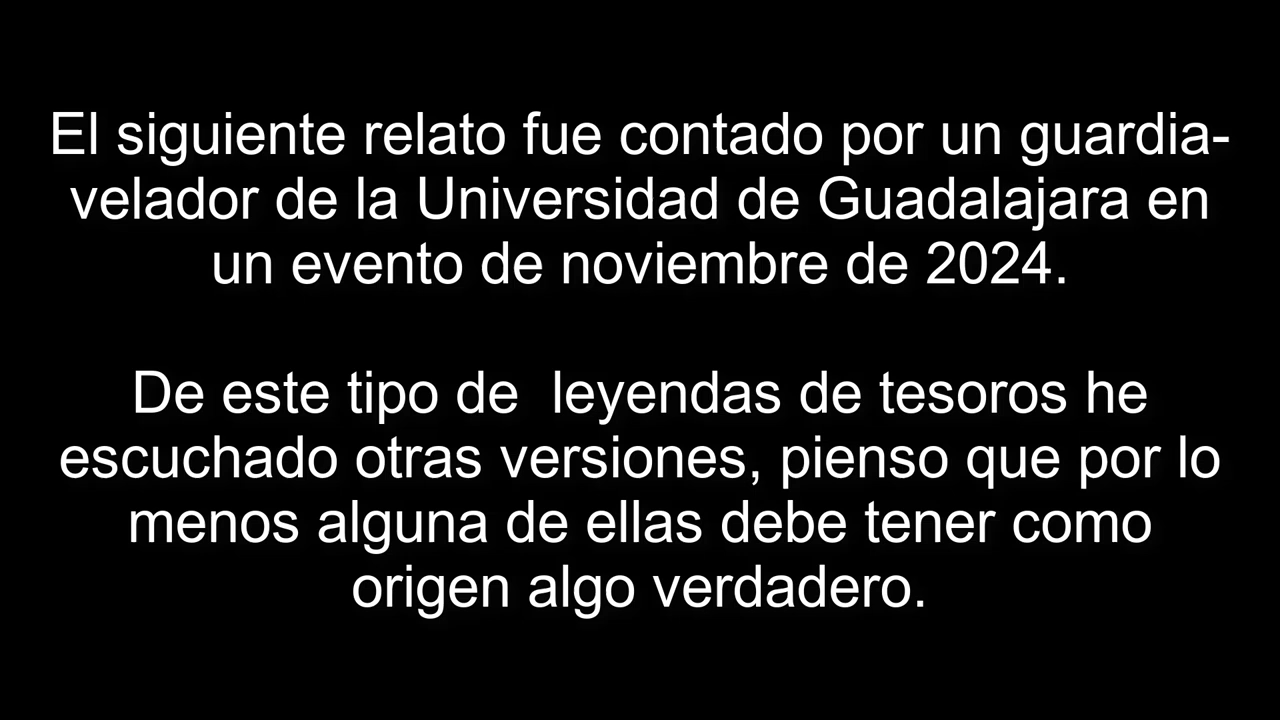 El siguiente relato fue contado por un guardia-
velador de la Universidad de Guadalajara en
un evento de noviembre de 2024.
De este tipo de  leyendas de tesoros he
escuchado otras versiones, pienso que por lo
menos alguna de ellas debe tener como
origen algo verdadero.